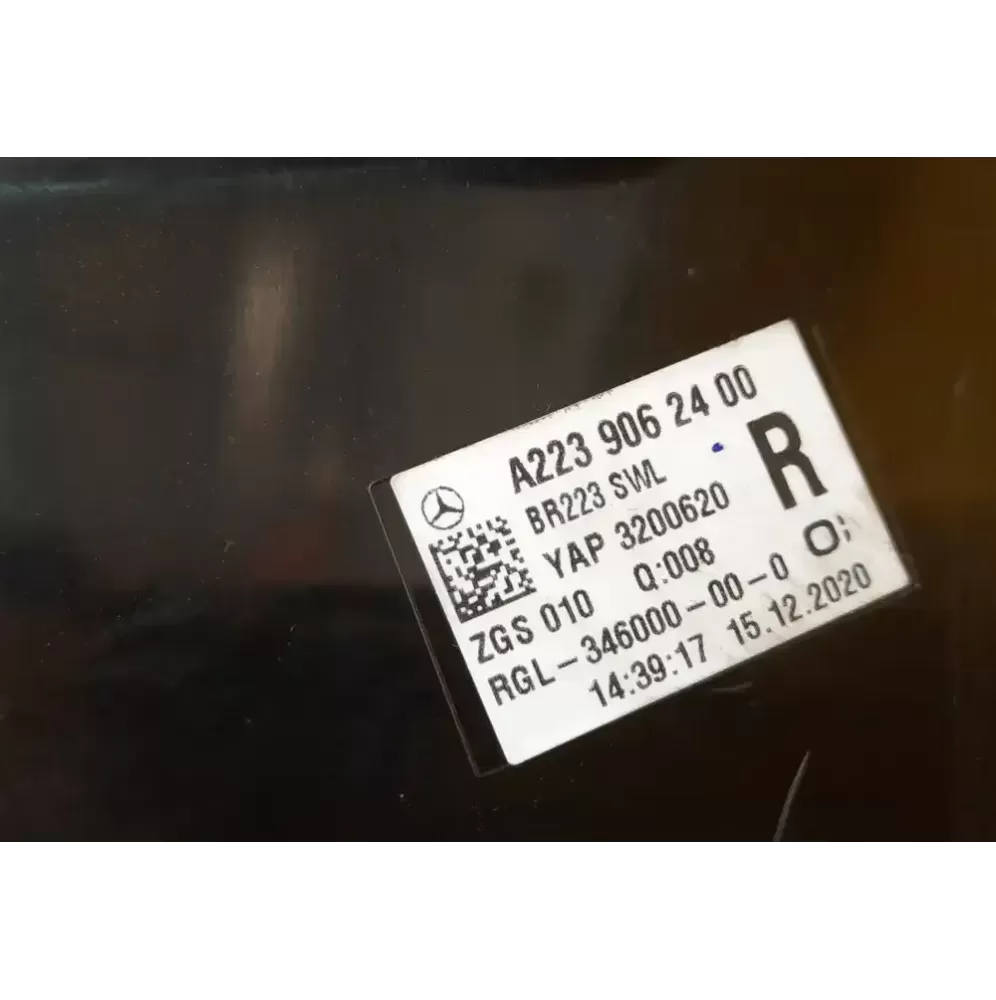 A223 906 24 00
BR223 SWL
R
YAP 3200620
ZGS 010 Q:008
RGL-346000-00-0
14:39:17 15.12.2020